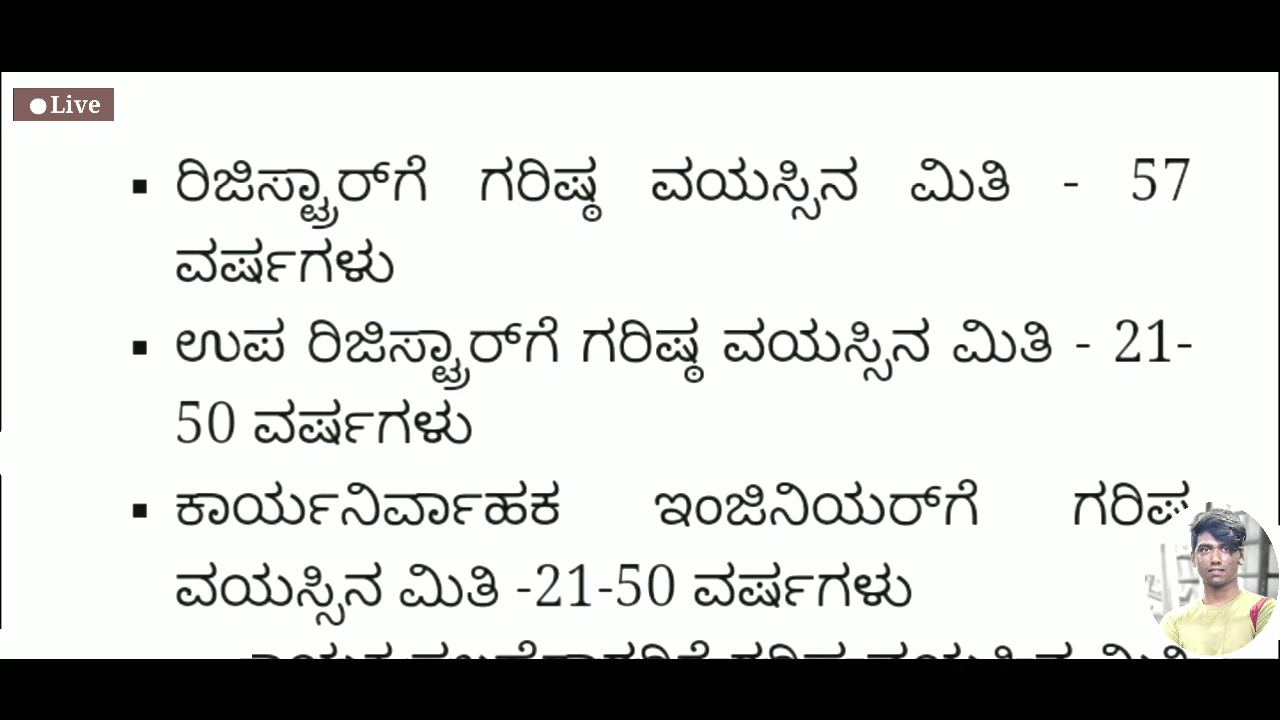 Live
▪ ರಿಜಿಸ್ಟ್ರಾರ್‌ಗೆ ಗರಿಷ್ಠ ವಯಸ್ಸಿನ ಮಿತಿ - 57
ವರ್ಷಗಳು
▪ ಉಪ ರಿಜಿಸ್ಟ್ರಾರ್‌ಗೆ ಗರಿಷ್ಠ ವಯಸ್ಸಿನ ಮಿತಿ - 21-
50 ವರ್ಷಗಳು
▪ ಕಾರ್ಯನಿರ್ವಾಹಕ ಇಂಜಿನಿಯರ್‌ಗೆ
ವಯಸ್ಸಿನ ಮಿತಿ -21-50 ವರ್ಷಗಳು